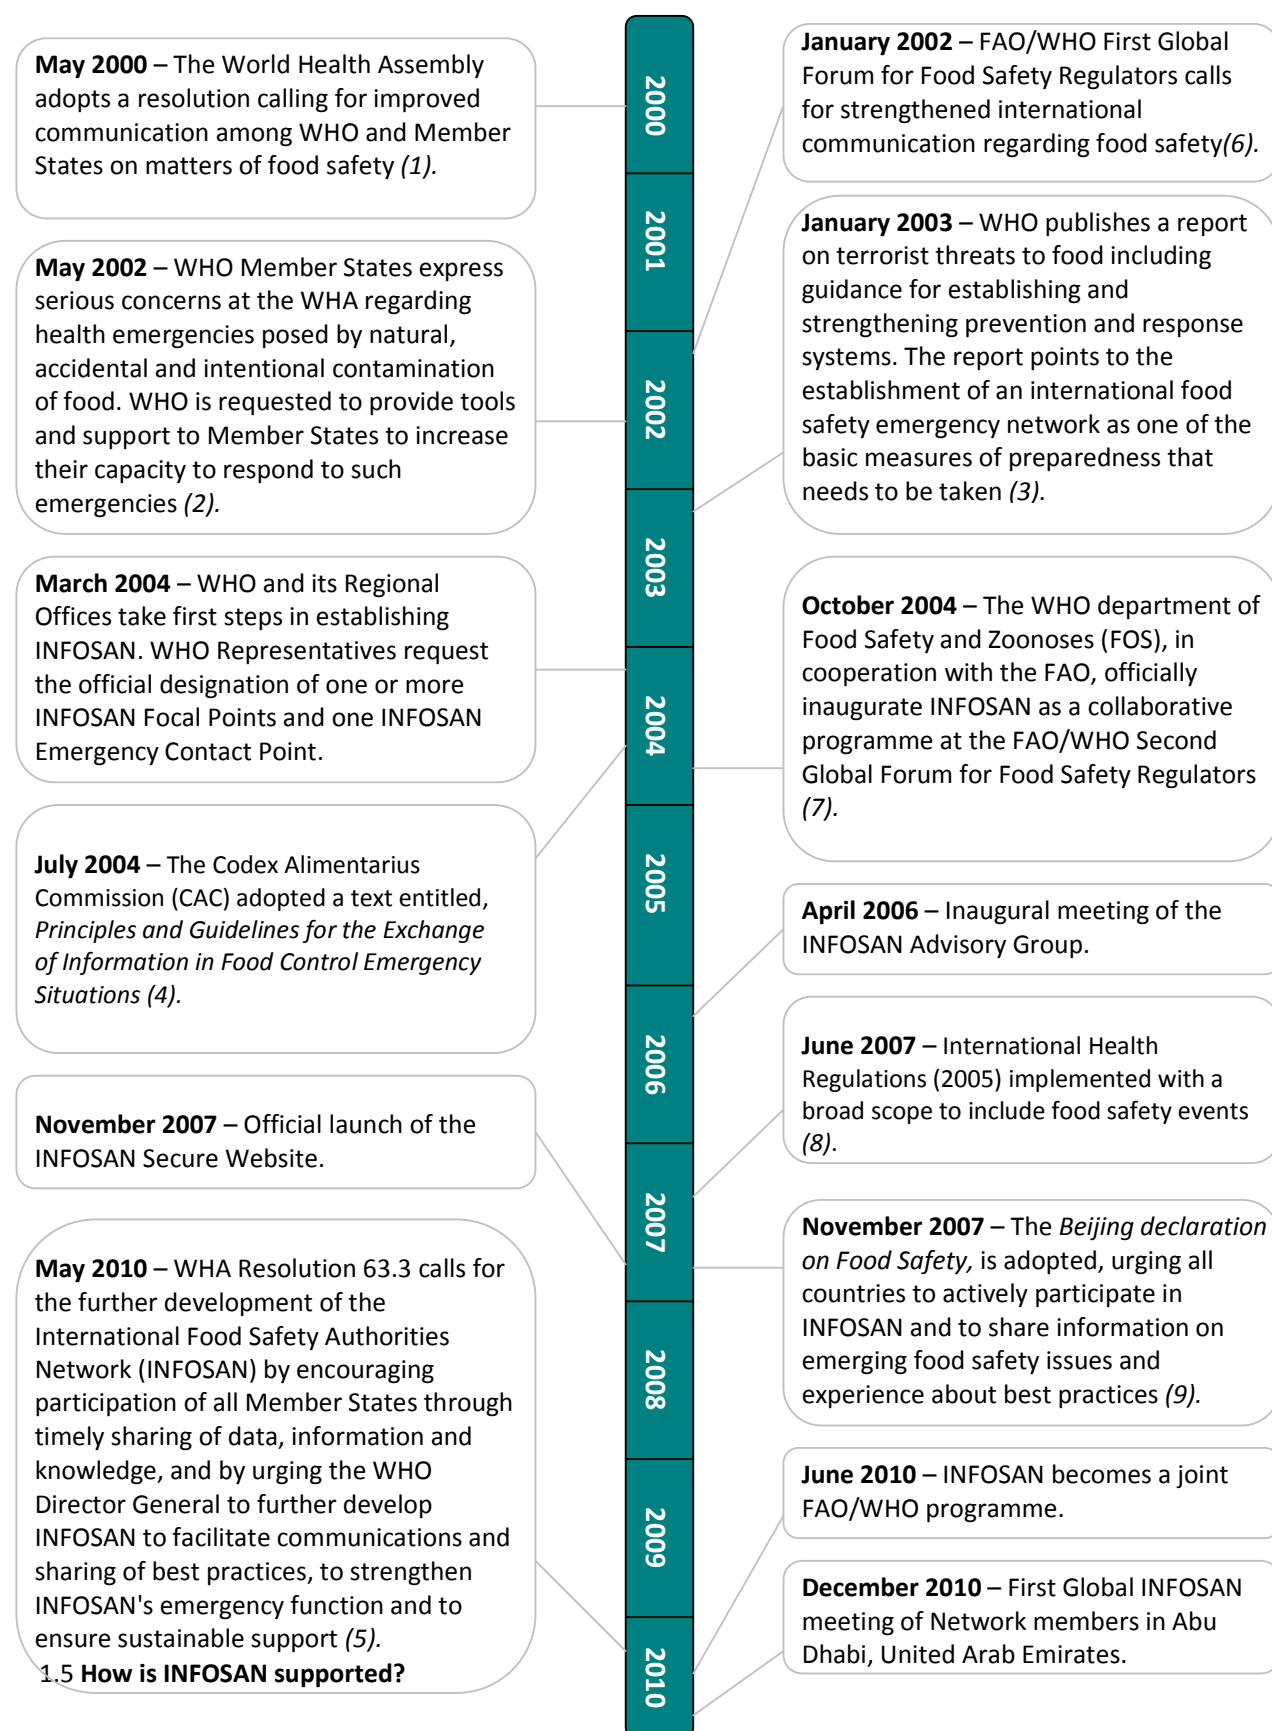 May 2000 – The World Health Assembly
adopts a resolution calling for improved
communication among WHO and Member
States on matters of food safety (1).
May 2002 – WHO Member States express
serious concerns at the WHA regarding
health emergencies posed by natural,
accidental and intentional contamination
of food. WHO is requested to provide tools
and support to Member States to increase
their capacity to respond to such
emergencies (2).
March 2004 – WHO and its Regional
Offices take first steps in establishing
INFOSAN. WHO Representatives request
the official designation of one or more
INFOSAN Focal Points and one INFOSAN
Emergency Contact Point.
July 2004 – The Codex Alimentarius
Commission (CAC) adopted a text entitled,
Principles and Guidelines for the Exchange
of Information in Food Control Emergency
Situations (4).
November 2007 – Official launch of the
INFOSAN Secure Website.
May 2010 – WHA Resolution 63.3 calls for
the further development of the
International Food Safety Authorities
Network (INFOSAN) by encouraging
participation of all Member States through
timely sharing of data, information and
knowledge, and by urging the WHO
Director General to further develop
INFOSAN to facilitate communications and
sharing of best practices, to strengthen
INFOSAN's emergency function and to
ensure sustainable support (5).
1.5 How is INFOSAN supported?
2000
2001
2002
2003
2004
2005
2006
2007
2008
2009
2010
January 2002 – FAO/WHO First Global
Forum for Food Safety Regulators calls
for strengthened international
communication regarding food safety(6).
January 2003 – WHO publishes a report
on terrorist threats to food including
guidance for establishing and
strengthening prevention and response
systems. The report points to the
establishment of an international food
safety emergency network as one of the
basic measures of preparedness that
needs to be taken (3).
October 2004 – The WHO department of
Food Safety and Zoonoses (FOS), in
cooperation with the FAO, officially
inaugurate INFOSAN as a collaborative
programme at the FAO/WHO Second
Global Forum for Food Safety Regulators
(7).
April 2006 – Inaugural meeting of the
INFOSAN Advisory Group.
June 2007 – International Health
Regulations (2005) implemented with a
broad scope to include food safety events
(8).
November 2007 – The Beijing declaration
on Food Safety, is adopted, urging all
countries to actively participate in
INFOSAN and to share information on
emerging food safety issues and
experience about best practices (9).
June 2010 – INFOSAN becomes a joint
FAO/WHO programme.
December 2010 – First Global INFOSAN
meeting of Network members in Abu
Dhabi, United Arab Emirates.